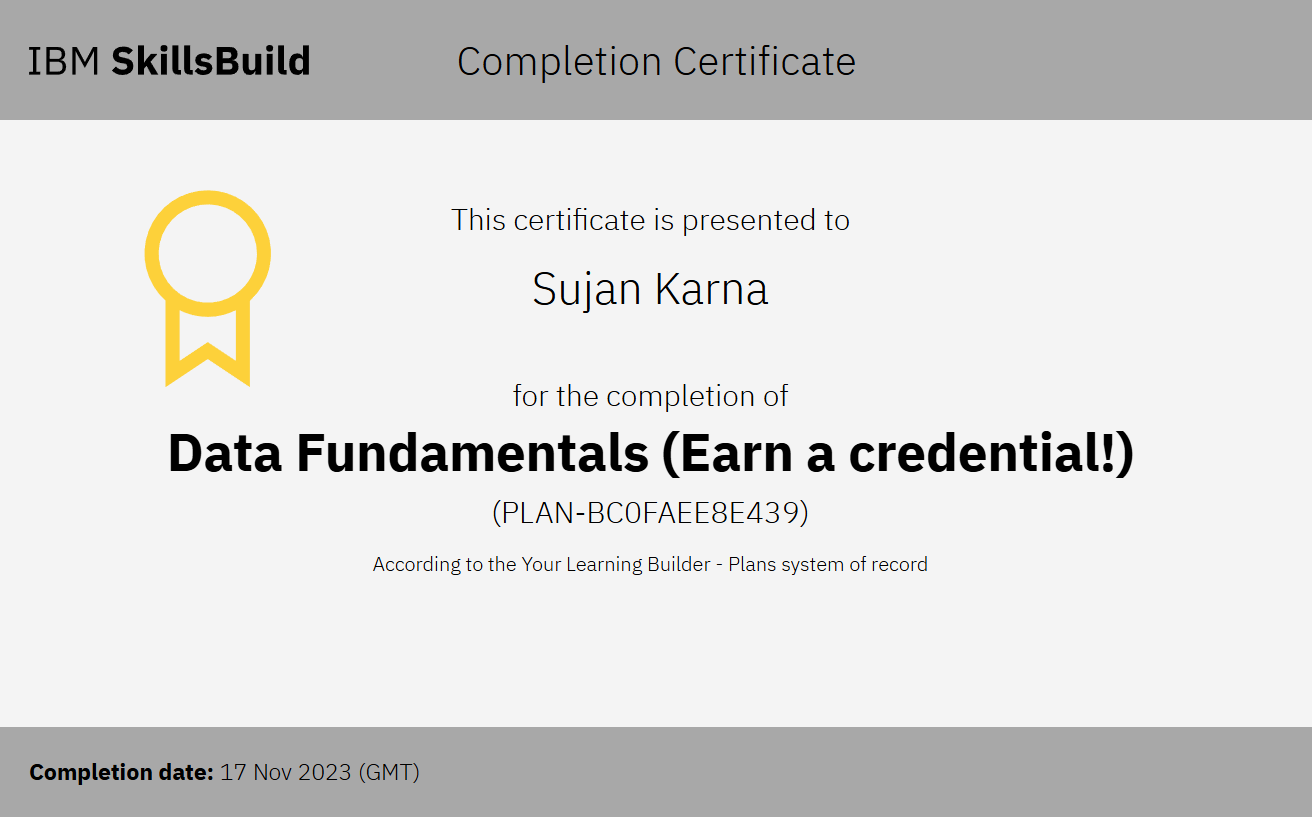 IBM SkillsBuild
Completion Certificate
This certificate is presented to
Sujan Karna
for the completion of
Data Fundamentals (Earn a credential!)
(PLAN-BC0FAEE8E439)
According to the Your Learning Builder - Plans system of record
Completion date: 17 Nov 2023 (GMT)